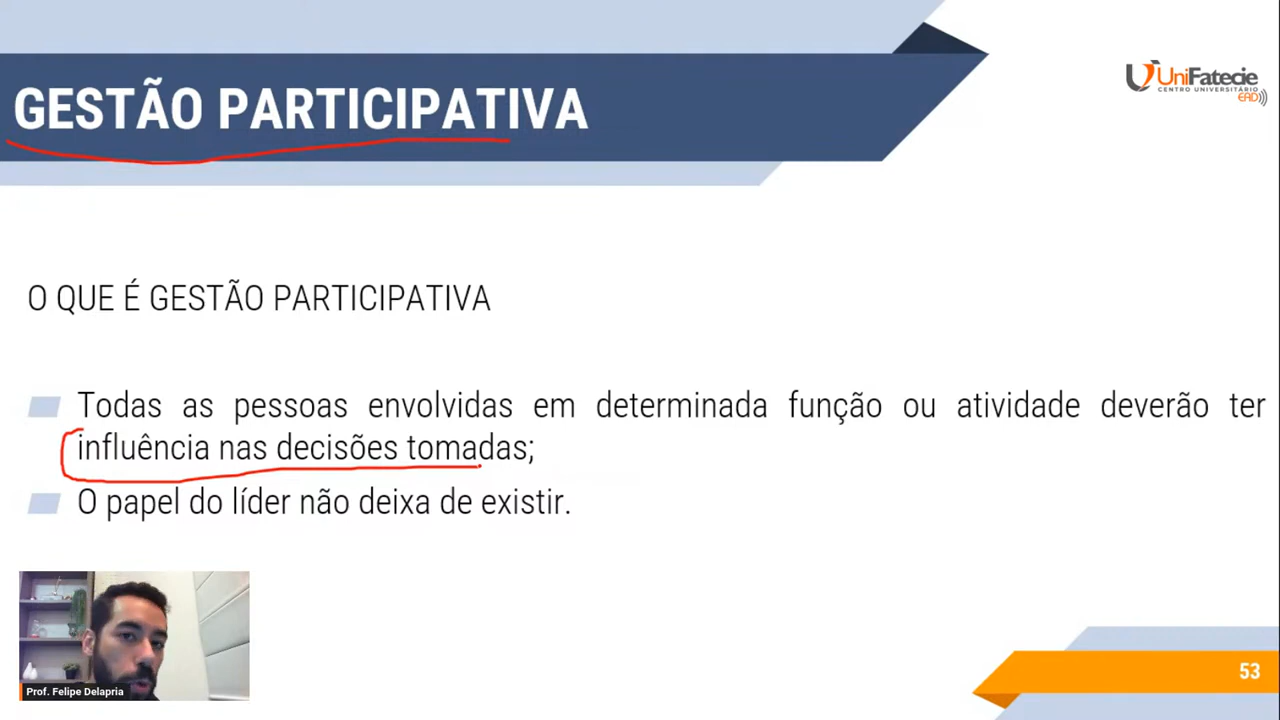 GESTÃO PARTICIPATIVA
UniFatecie
CENTRO UNIVERSITÁRIO
EAD
O QUE É GESTÃO PARTICIPATIVA
Todas as pessoas envolvidas em determinada função ou atividade deverão ter
influência nas decisões tomadas;
O papel do líder não deixa de existir.
Prof. Felipe Delapria
53